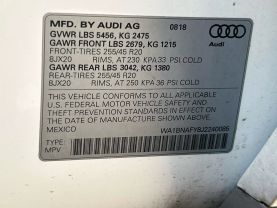 MFD. BY AUDI AG 0818
GVWR LBS 5456, KG 2475
GAWR FRONT LBS 2679, KG 1215
FRONT-TIRES 255/45 R20
8JX20 RIMS, AT 230 KPA 33 PSI COLD
GAWR REAR LBS 3042, KG 1380
REAR-TIRES 255/45 R20
8JX20 RIMS, AT 250 KPA 36 PSI COLD
THIS VEHICLE CONFORMS TO ALL APPLICABLE
U.S. FEDERAL MOTOR VEHICLE SAFETY AND
BUMPER STANDARDS IN EFFECT ON THE DATE OF
MANUFACTURE SHOWN ABOVE.
MEXICO WA1BNAFY8J2240085
TYPE:
MPV
Audi